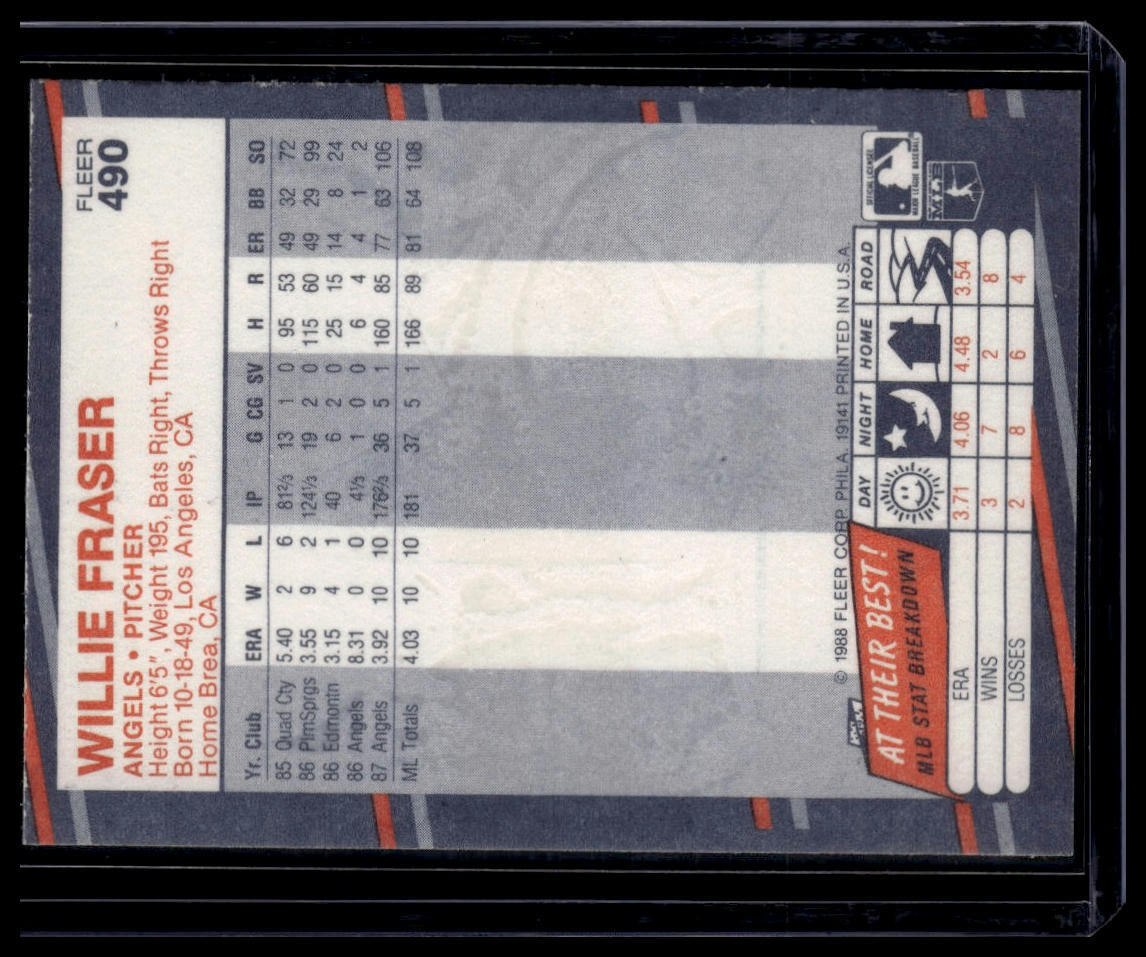 FLEER
490
WILLIE FRASER
ANGELS • PITCHER
Height 6'5", Weight 195, Bats Right, Throws Right
Born 10-18-49, Los Angeles, CA
Home Brea, CA
Yr. Club ERA W L IP G CG SV H R ER BB SO
85 Quad Cty 5.40 2 6 81⅔ 13 1 0 95 53 49 32 72
86 PlmSprgs 3.55 9 2 124⅓ 19 2 0 115 60 49 29 99
86 Edmontn 3.15 4 1 40 6 2 0 25 15 14 8 24
86 Angels 8.31 0 0 4⅓ 1 0 0 6 4 4 1 2
87 Angels 3.92 10 10 176⅔ 36 5 1 160 85 77 63 106
ML Totals 4.03 10 10 181 37 5 1 166 89 81 64 108
© 1988 FLEER CORP. PHILA. 19141 PRINTED IN U.S.A.
OFFICIAL LICENSEE
MAJOR LEAGUE BASEBALL
AT THEIR BEST!
MLB STAT BREAKDOWN
DAY NIGHT HOME ROAD
ERA 3.71 4.06 4.48 3.54
WINS 3 7 2 8
LOSSES 2 8 6 4